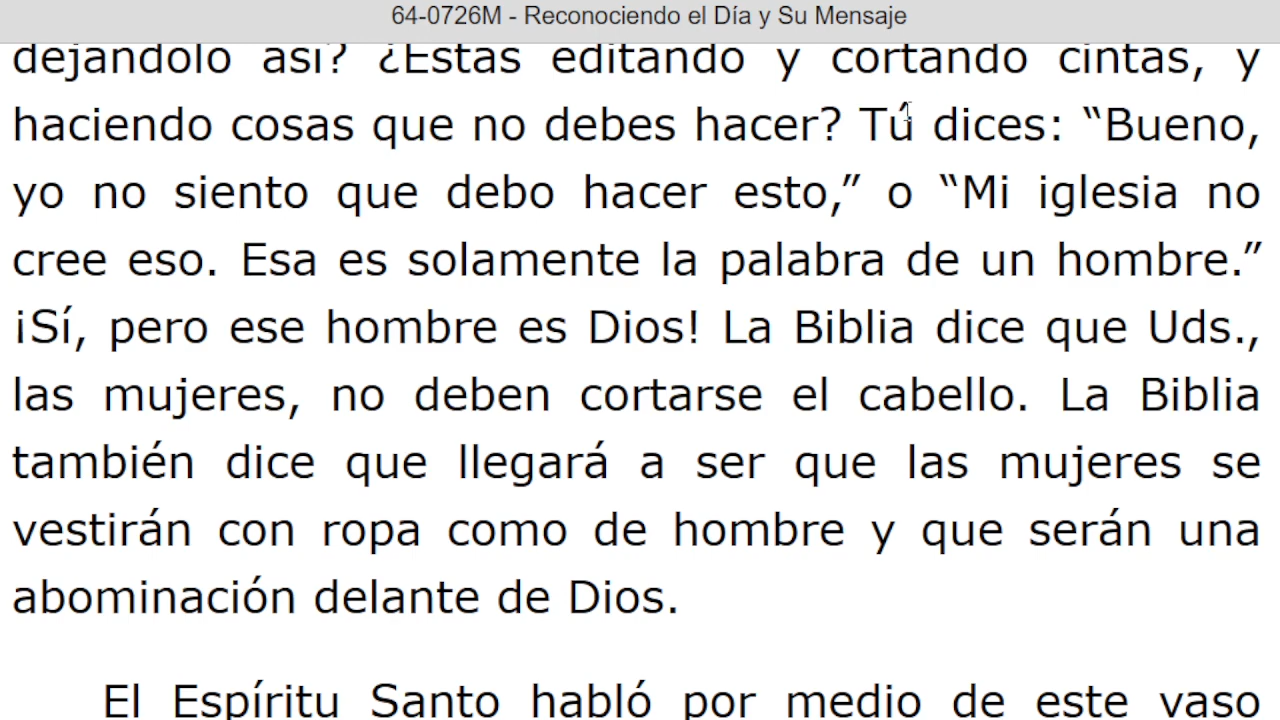 64-0726M - Reconociendo el Día y Su Mensaje
dejándolo así? ¿Estás editando y cortando cintas, y
haciendo cosas que no debes hacer? Tú dices: “Bueno,
yo no siento que debo hacer esto,” o “Mi iglesia no
cree eso. Esa es solamente la palabra de un hombre.”
¡Sí, pero ese hombre es Dios! La Biblia dice que Uds.,
las mujeres, no deben cortarse el cabello. La Biblia
también dice que llegará a ser que las mujeres se
vestirán con ropa como de hombre y que serán una
abominación delante de Dios.
El Espíritu Santo habló por medio de este vaso